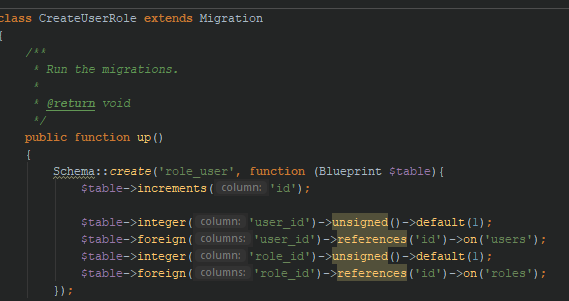 class CreateUserRole extends Migration
{
/**
* Run the migrations.
*
* @return void
*/
public function up()
{
Schema::create('role_user', function (Blueprint $table){
$table->increments( column: 'id');
$table->integer( column: 'user_id')->unsigned()->default(1);
$table->foreign( columns: 'user_id')->references('id')->on('users');
$table->integer( column: 'role_id')->unsigned()->default(1);
$table->foreign( columns: 'role_id')->references('id')->on('roles');
});